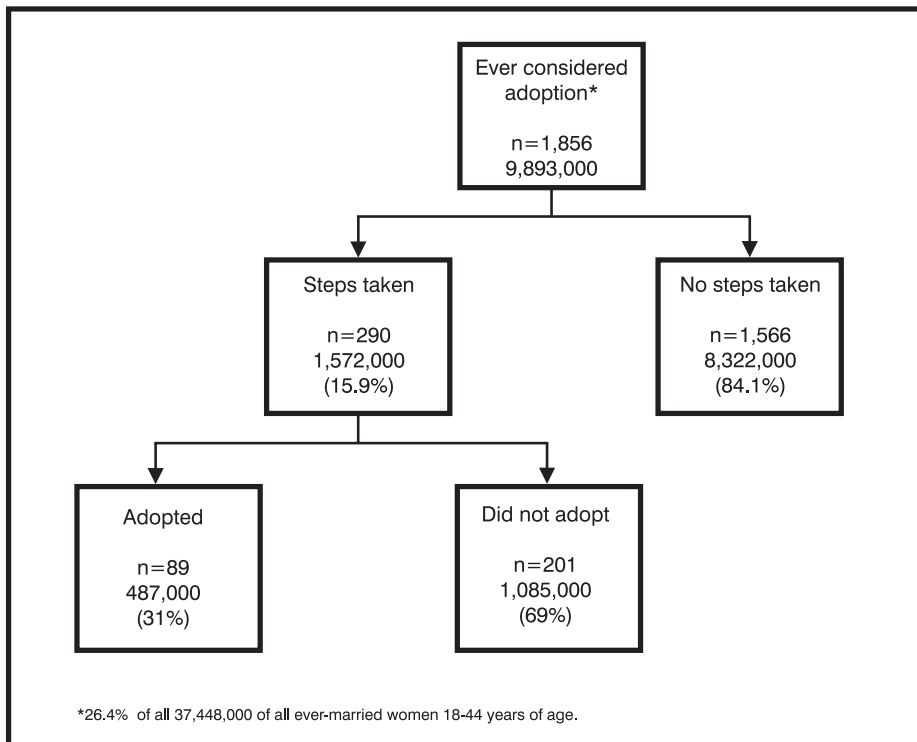 Ever considered
adoption*
n=1,856
9,893,000
Steps taken
n=290
1,572,000
(15.9%)
No steps taken
n=1,566
8,322,000
(84.1%)
Adopted
n=89
487,000
(31%)
Did not adopt
n=201
1,085,000
(69%)
*26.4% of all 37,448,000 of all ever-married women 18-44 years of age.